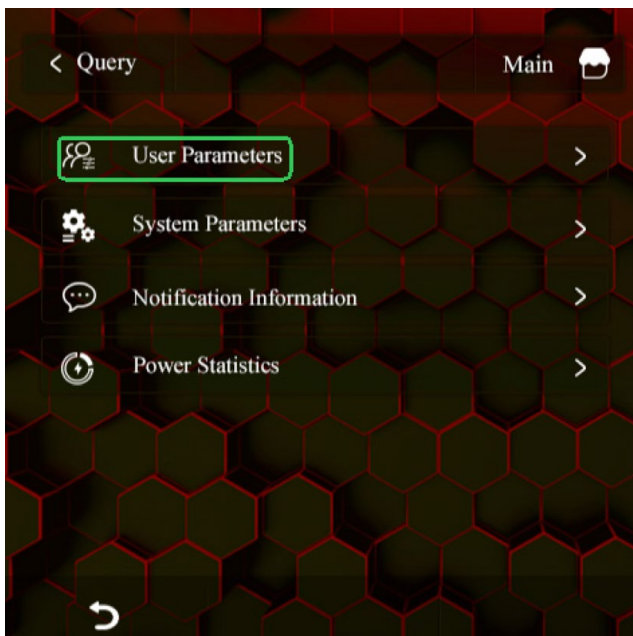 Query
Main
User Parameters
System Parameters
Notification Information
Power Statistics